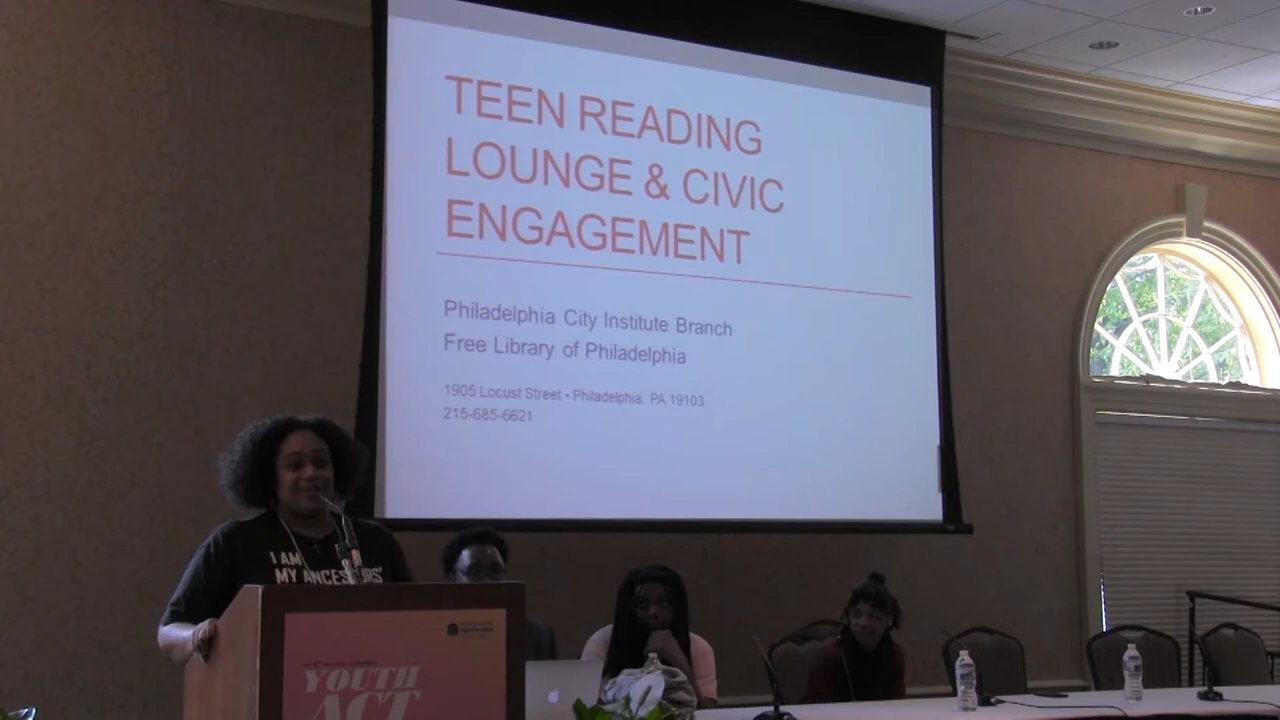 TEEN READING
LOUNGE & CIVIC
ENGAGEMENT
Philadelphia City Institute Branch
Free Library of Philadelphia
1905 Locust Street • Philadelphia, PA 19103
215-685-6621
I AM
MY ANCESTORS'
YOUTH
ACT